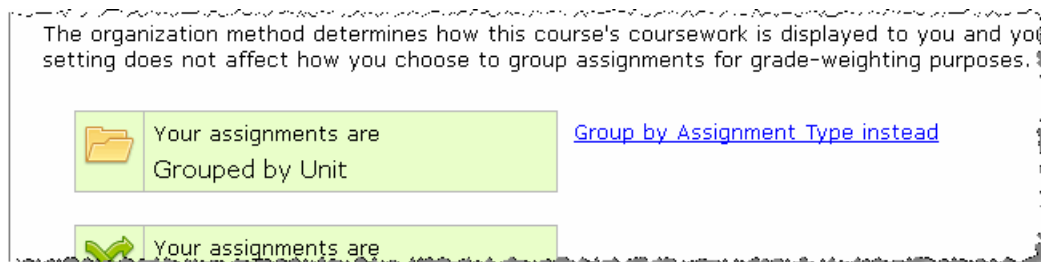 The organization method determines how this course's coursework is displayed to you and
setting does not affect how you choose to group assignments for grade-weighting purposes.
Your assignments are
Grouped by Unit
Group by Assignment Type instead
Your assignments are